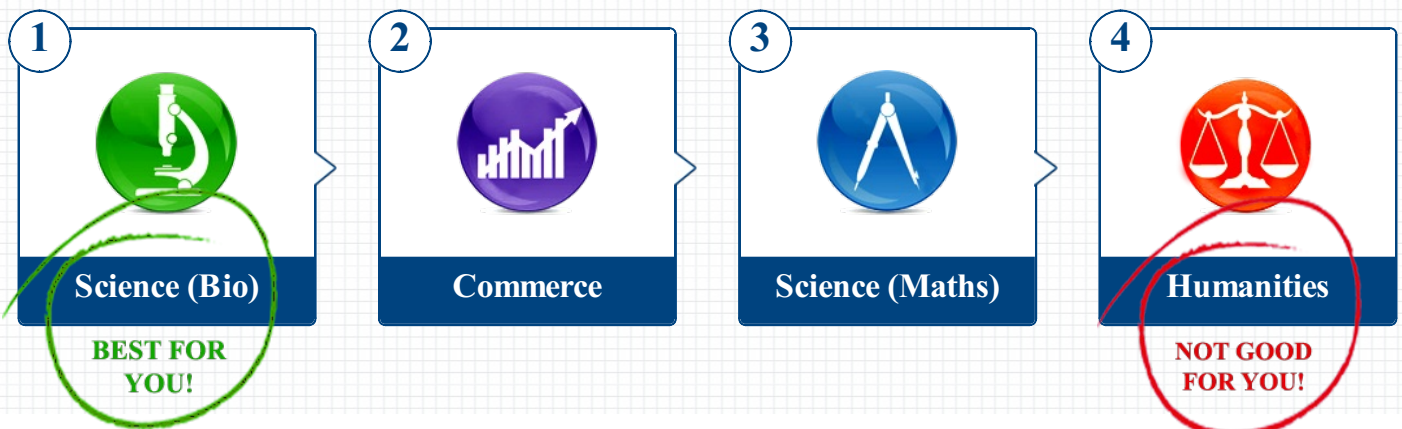 1
2
3
4
Science (Bio)
Commerce
Science (Maths)
Humanities
BEST FOR
YOU!
NOT GOOD
FOR YOU!